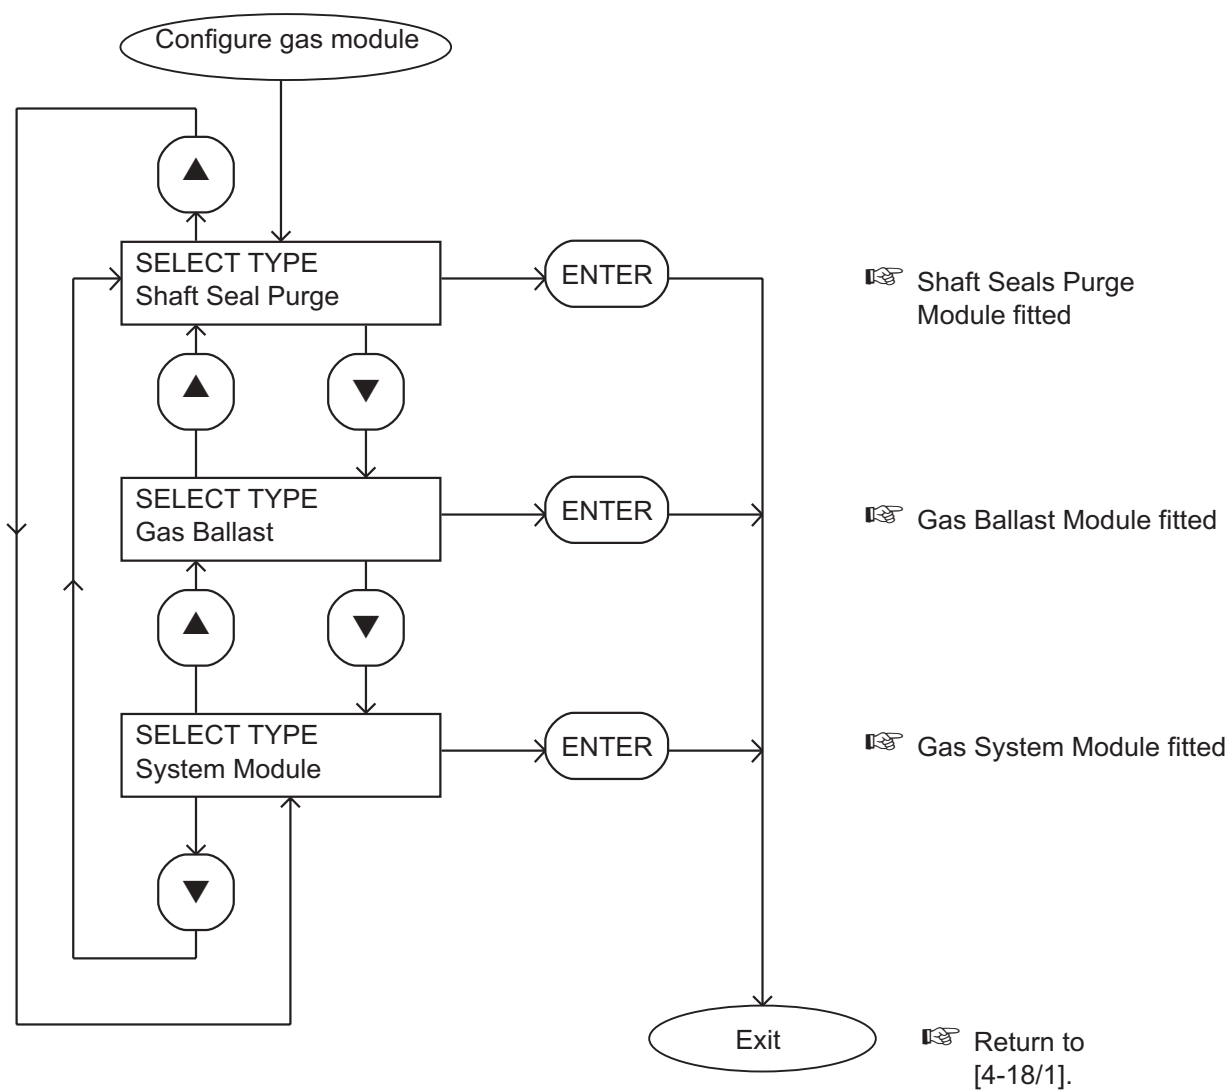 Configure gas module
SELECT TYPE
Shaft Seal Purge
ENTER
Shaft Seals Purge
Module fitted
SELECT TYPE
Gas Ballast
ENTER
Gas Ballast Module fitted
SELECT TYPE
System Module
ENTER
Gas System Module fitted
Exit
Return to
[4-18/1].